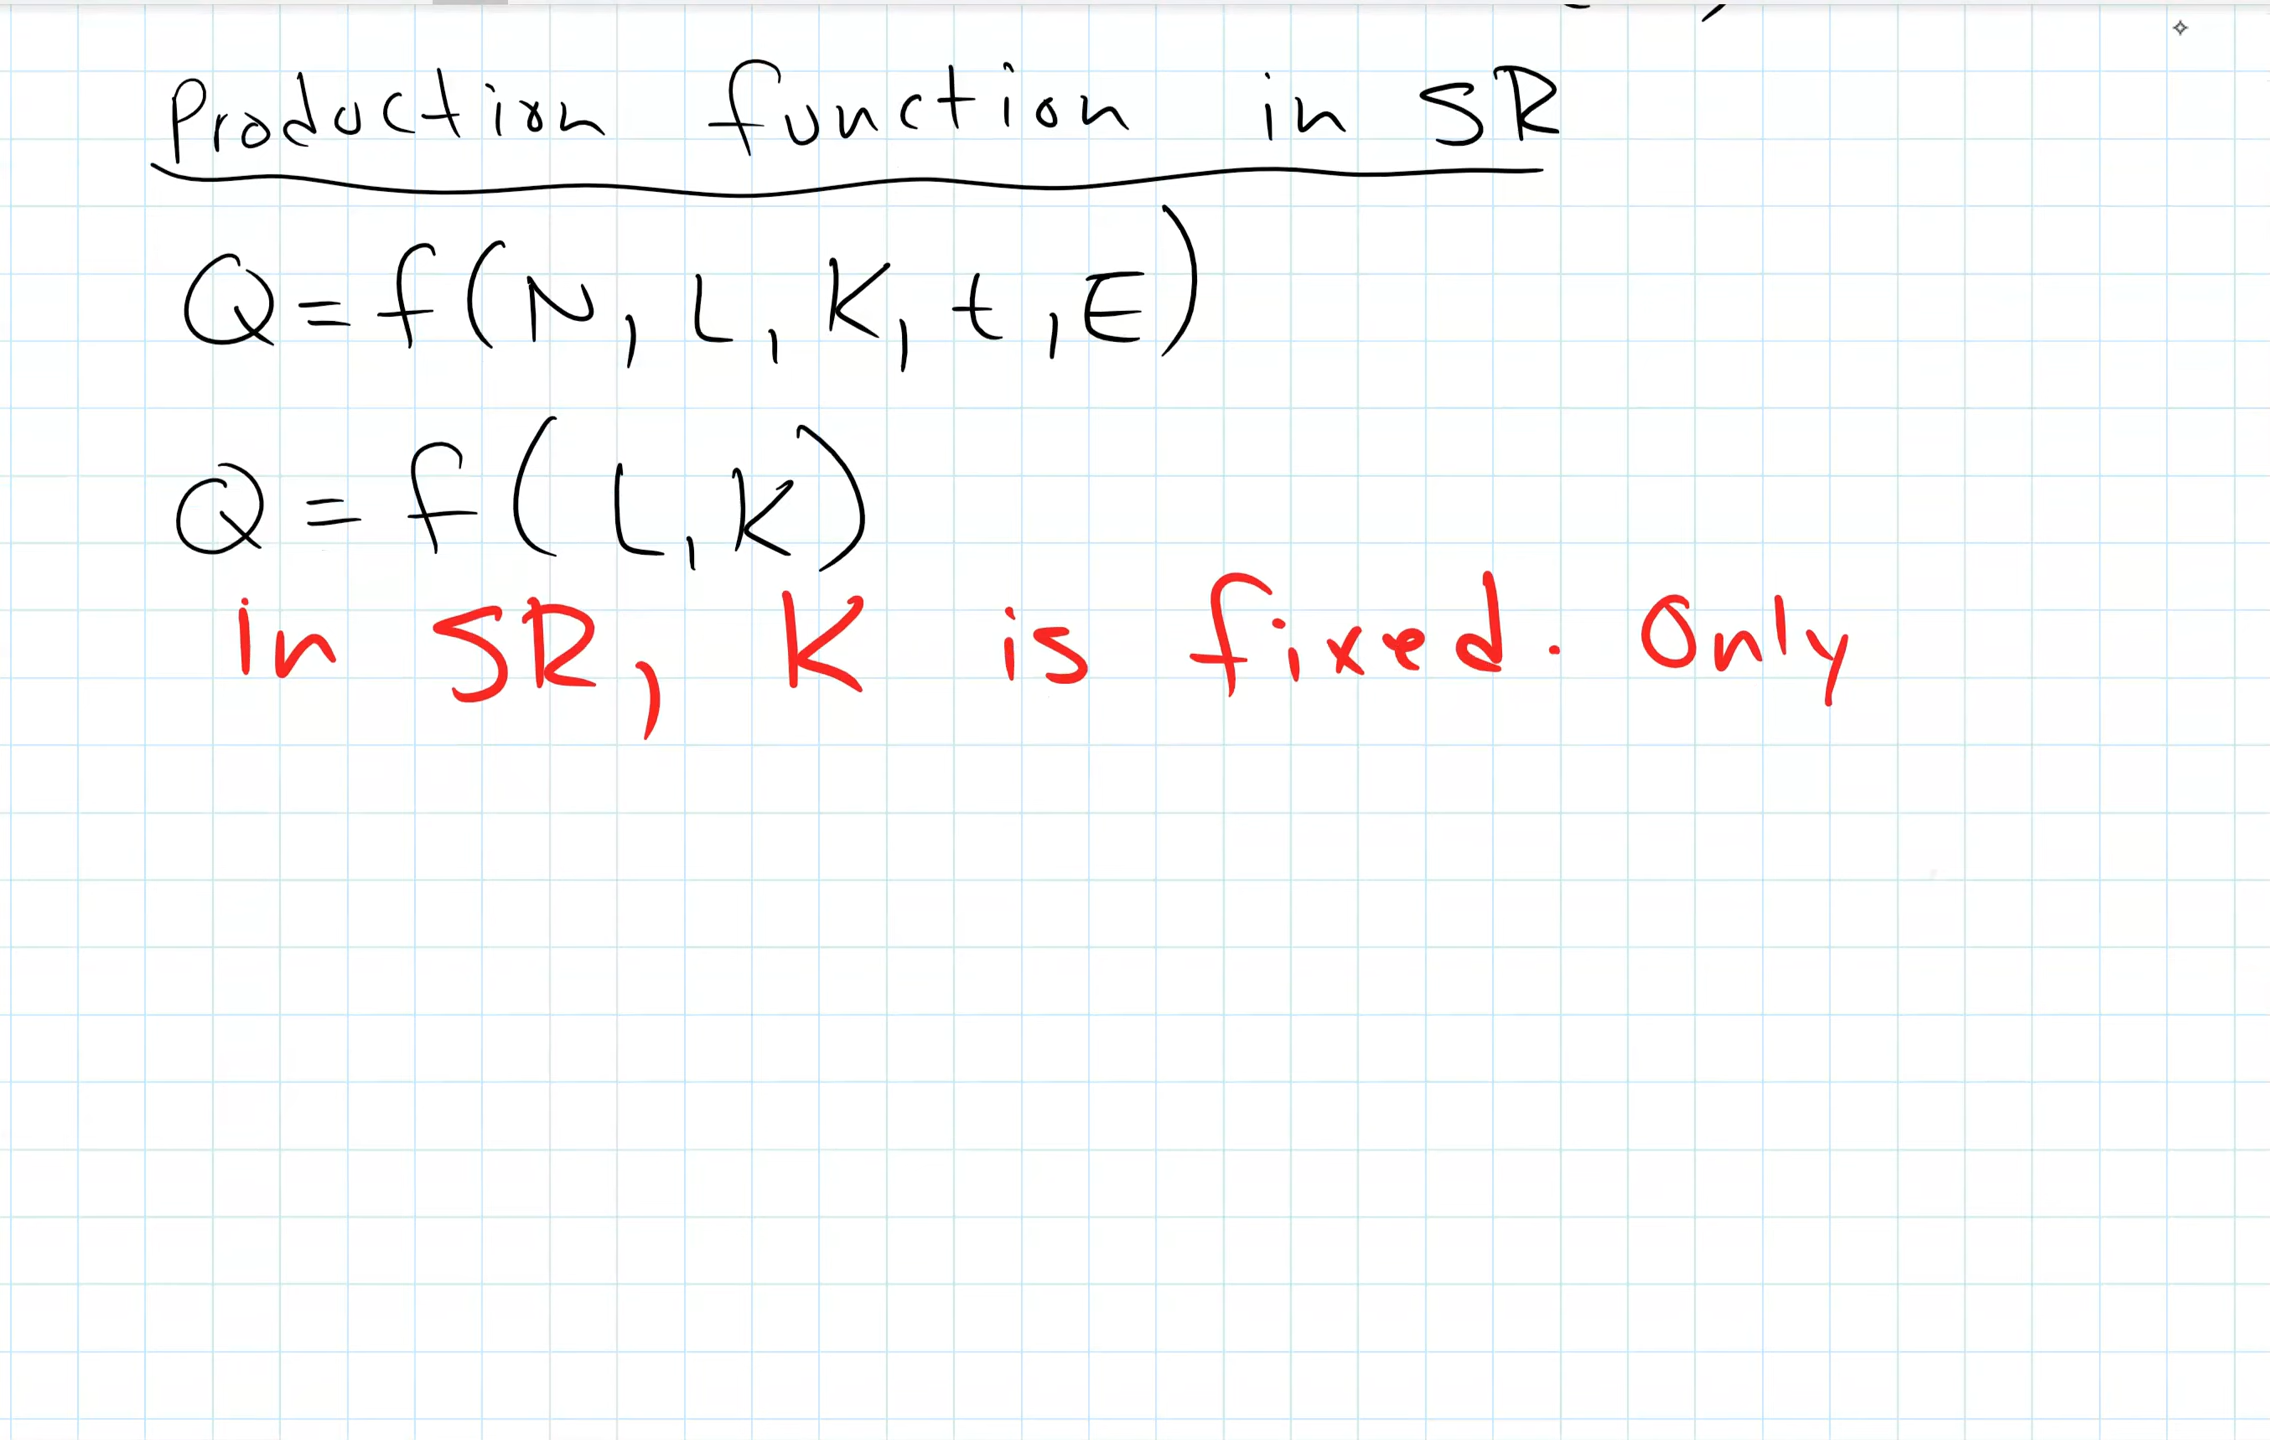 Production function in SR
Q = f(N, L, K, t, E)
Q = f(L, K)
in SR, K is fixed. Only